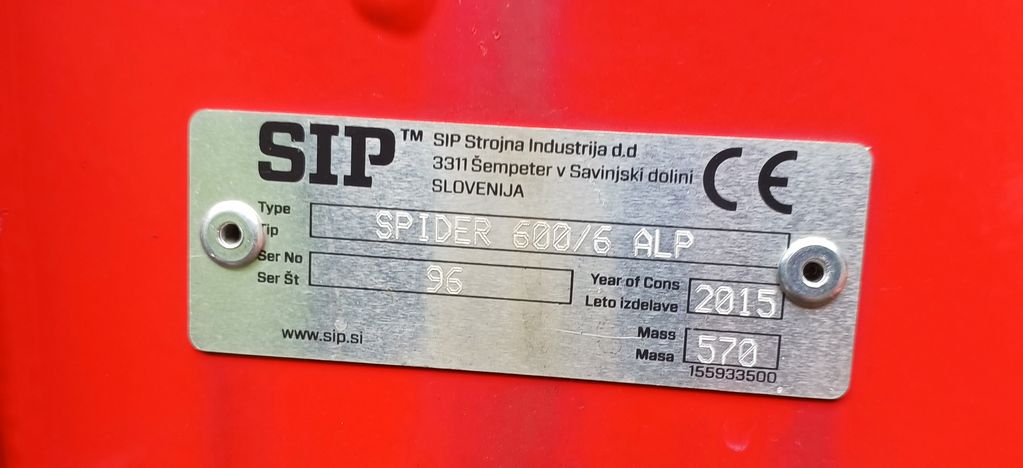 SIP™
SIP Strojna Industrija d.d
3311 Šempeter v Savinjski dolini
SLOVENIJA
CE
Type
Tip
SPIDER 600/6 ALP
Ser No
Ser Št
96
Year of Cons
Leto izdelave
2015
Mass
Masa
570
www.sip.si
155933500